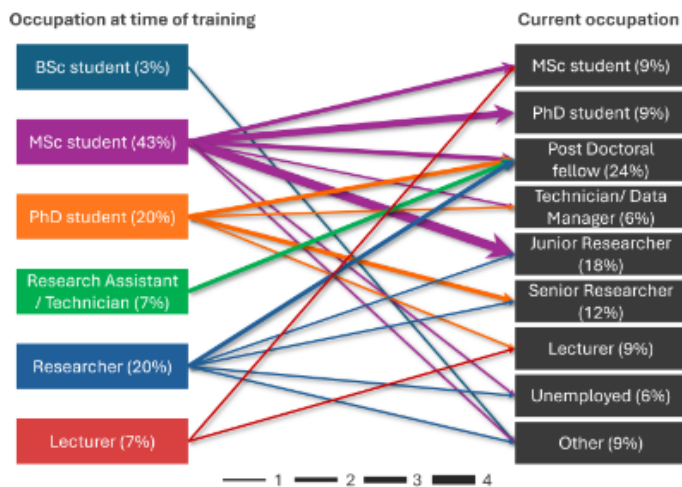 Occupation at time of training
Current occupation
BSc student (3%)
MSc student (43%)
PhD student (20%)
Research Assistant
/ Technician (7%)
Researcher (20%)
Lecturer (7%)
MSc student (9%)
PhD student (9%)
Post Doctoral
fellow (24%)
Technician/ Data
Manager (6%)
Junior Researcher
(18%)
Senior Researcher
(12%)
Lecturer (9%)
Unemployed (6%)
Other (9%)
1 2 3 4